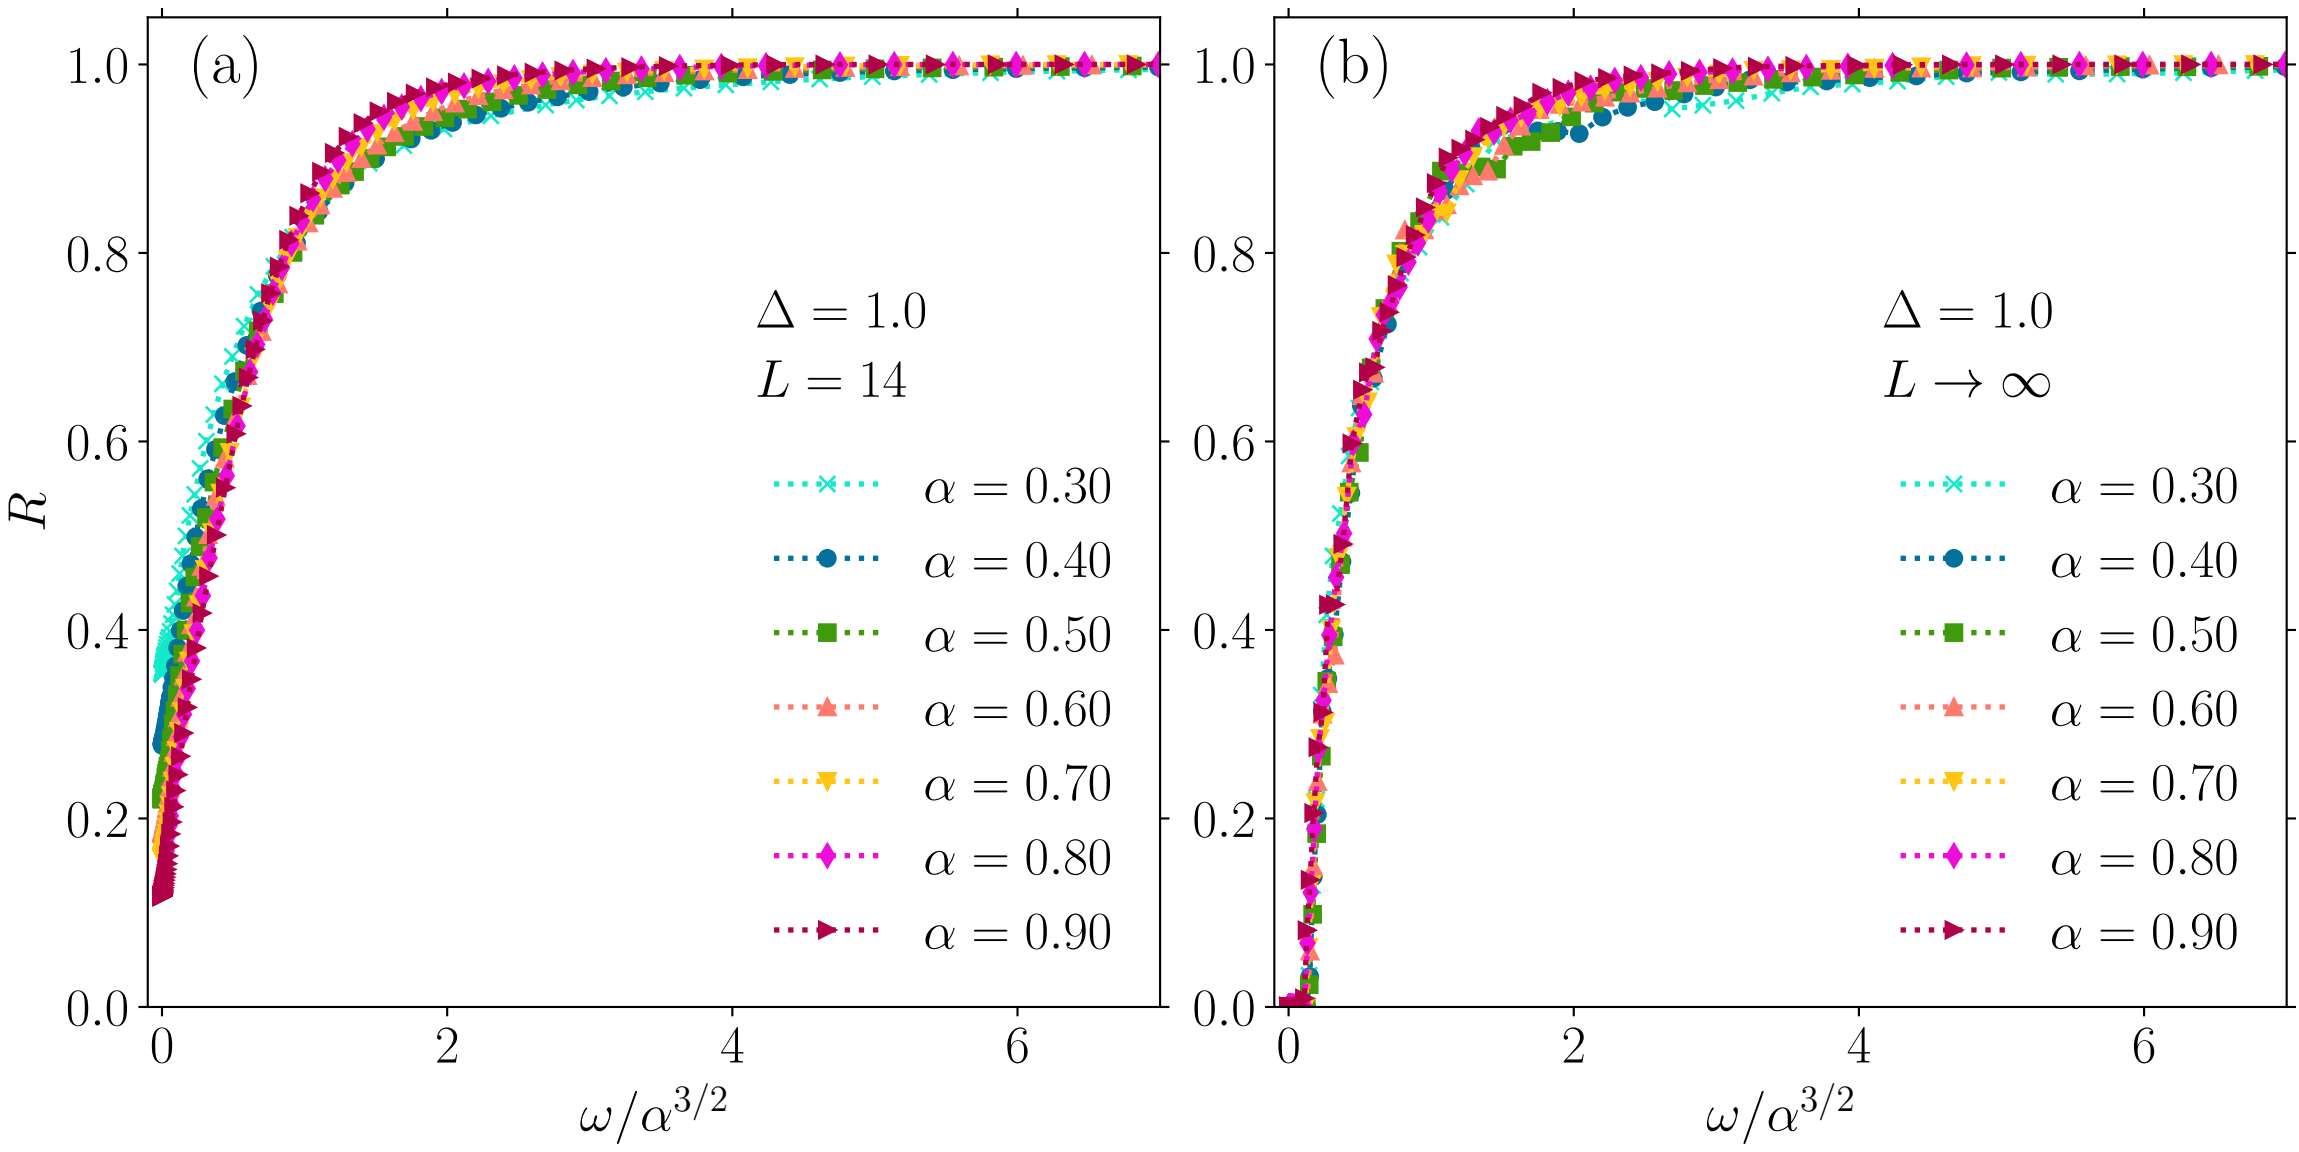 (a)
R
1.0
0.8
0.6
0.4
0.2
0.0
Δ = 1.0
L = 14
α = 0.30
α = 0.40
α = 0.50
α = 0.60
α = 0.70
α = 0.80
α = 0.90
0 2 4 6
ω/α^{3/2}
(b)
1.0
0.8
0.6
0.4
0.2
0.0
Δ = 1.0
L → ∞
α = 0.30
α = 0.40
α = 0.50
α = 0.60
α = 0.70
α = 0.80
α = 0.90
0 2 4 6
ω/α^{3/2}